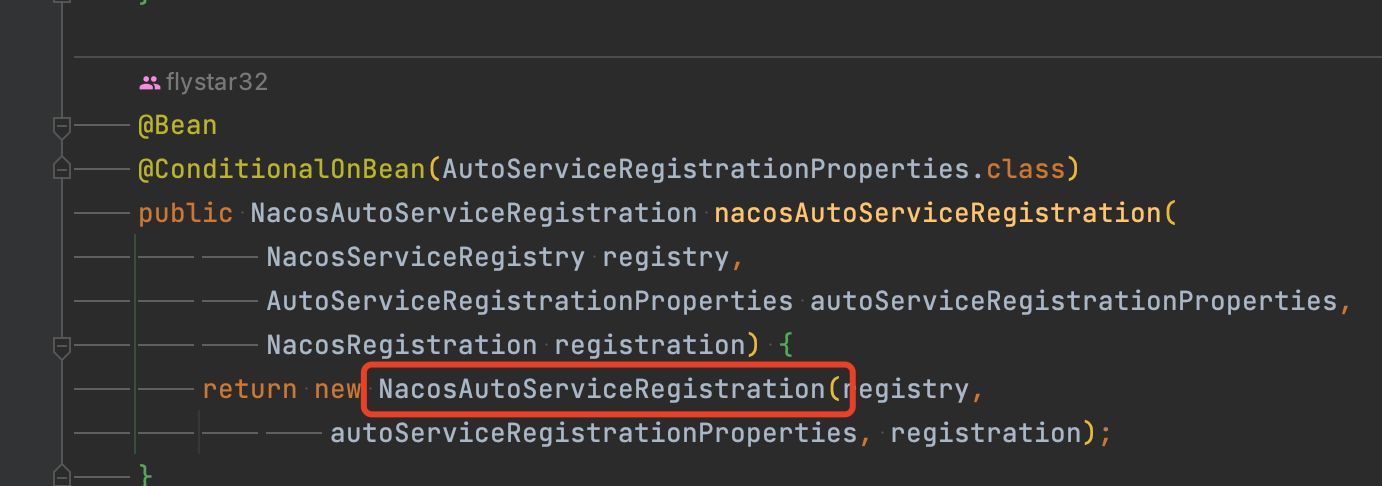 }
flystar32
@Bean
@ConditionalOnBean(AutoServiceRegistrationProperties.class)
public NacosAutoServiceRegistration nacosAutoServiceRegistration(
NacosServiceRegistry registry,
AutoServiceRegistrationProperties autoServiceRegistrationProperties,
NacosRegistration registration) {
return new NacosAutoServiceRegistration(registry,
autoServiceRegistrationProperties, registration);
}